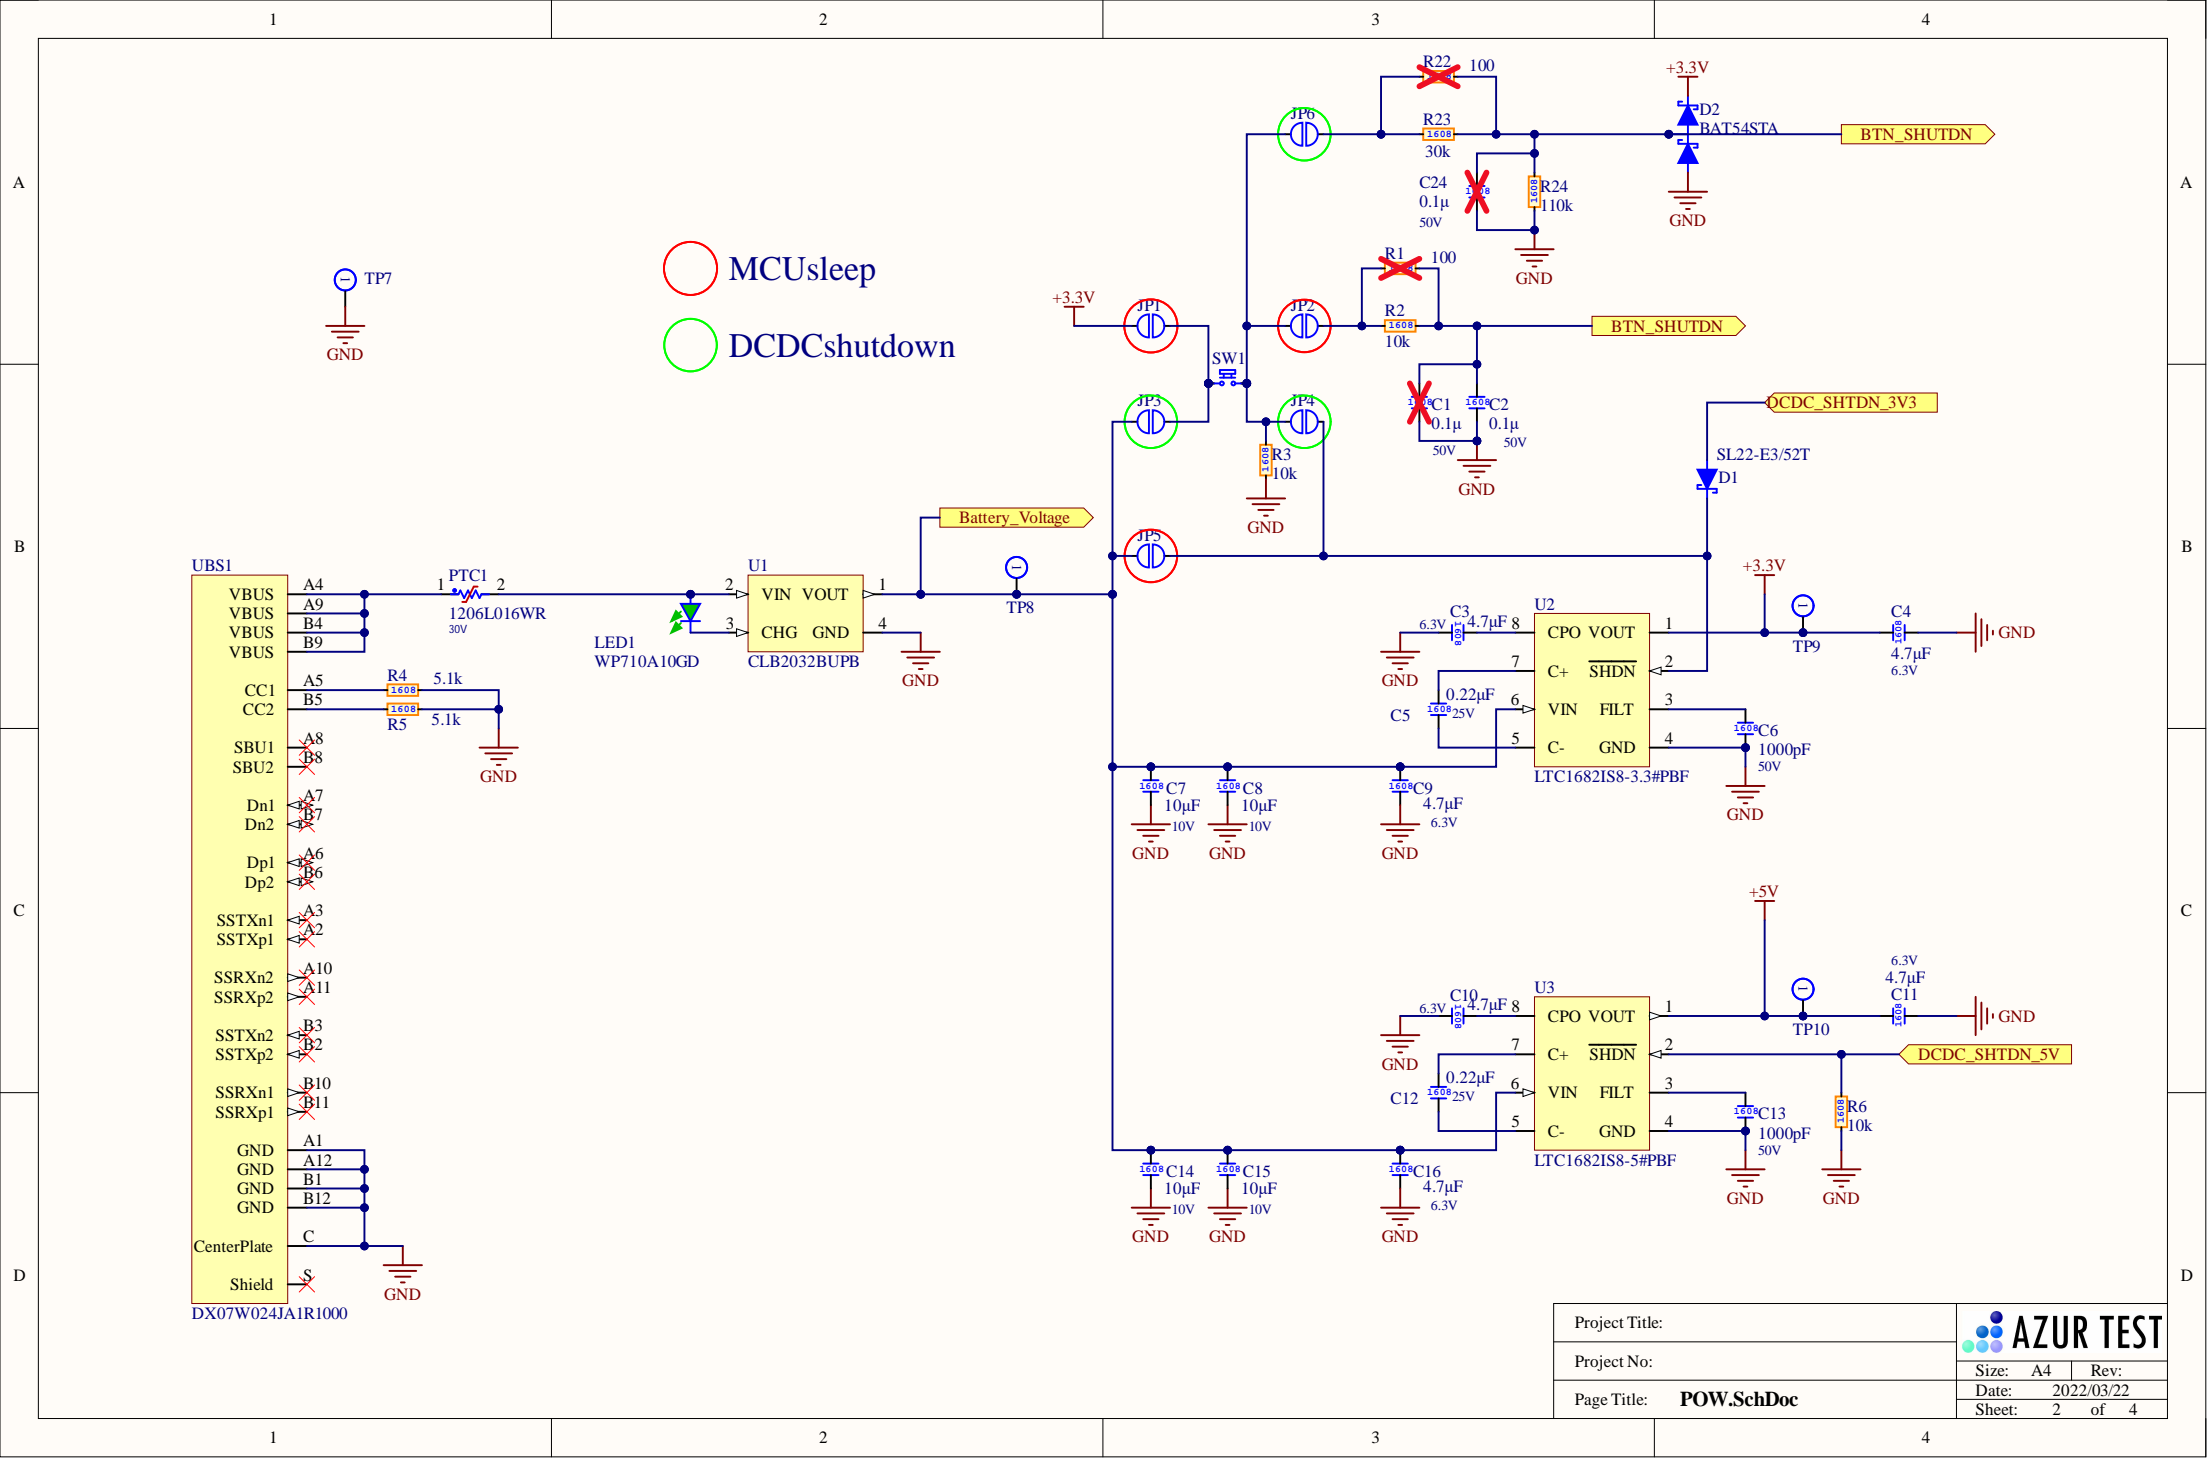 1 2 3 4
A
B
C
D
A
B
C
D
TP7
GND
MCUsleep
DCDCshutdown
R22 100
JP6
R23
30k
C24
0.1μ
50V
1608
R24
110k
GND
+3.3V
D2
BAT54STA
GND
BTN_SHUTDN
+3.3V
JP1
JP2
R1 100
R2
1608
10k
BTN_SHUTDN
SW1
JP3
JP4
R3
10k
GND
C1
0.1μ
50V
C2
0.1μ
50V
GND
DCDC_SHTDN_3V3
SL22-E3/52T
D1
JP5
Battery_Voltage
TP8
UBS1
VBUS A4
VBUS A9
VBUS B4
VBUS B9
CC1 A5
CC2 B5
SBU1 A8
SBU2 B8
Dn1 A7
Dn2 B7
Dp1 A6
Dp2 B6
SSTXn1 A3
SSTXp1 A2
SSRXn2 A10
SSRXp2 A11
SSTXn2 B3
SSTXp2 B2
SSRXn1 B10
SSRXp1 B11
GND A1
GND A12
GND B1
GND B12
CenterPlate C
Shield S
DX07W024JA1R1000
GND
1 PTC1 2
1206L016WR
30V
R4 5.1k
1608
1608
R5 5.1k
GND
LED1
WP710A10GD
U1
2 VIN VOUT 1
3 CHG GND 4
CLB2032BUPB
GND
U2
8 CPO VOUT 1
7 C+ SHDN 2
6 VIN FILT 3
5 C- GND 4
LTC1682IS8-3.3#PBF
C3
6.3V 4.7μF
GND
0.22μF
C5 1608 25V
+3.3V
TP9
C4
4.7μF
6.3V
GND
C6
1000pF
50V
GND
C7
10μF
10V
GND
C8
10μF
10V
GND
C9
4.7μF
6.3V
GND
U3
8 CPO VOUT 1
7 C+ SHDN 2
6 VIN FILT 3
5 C- GND 4
LTC1682IS8-5#PBF
C10
6.3V 4.7μF
GND
0.22μF
C12 1608 25V
+5V
TP10
6.3V
4.7μF
C11
GND
DCDC_SHTDN_5V
R6
10k
GND
C13
1000pF
50V
GND
C14
10μF
10V
GND
C15
10μF
10V
GND
C16
4.7μF
6.3V
GND
Project Title:
Project No:
Page Title: POW.SchDoc
AZUR TEST
Size: A4 Rev:
Date: 2022/03/22
Sheet: 2 of 4
1 2 3 4